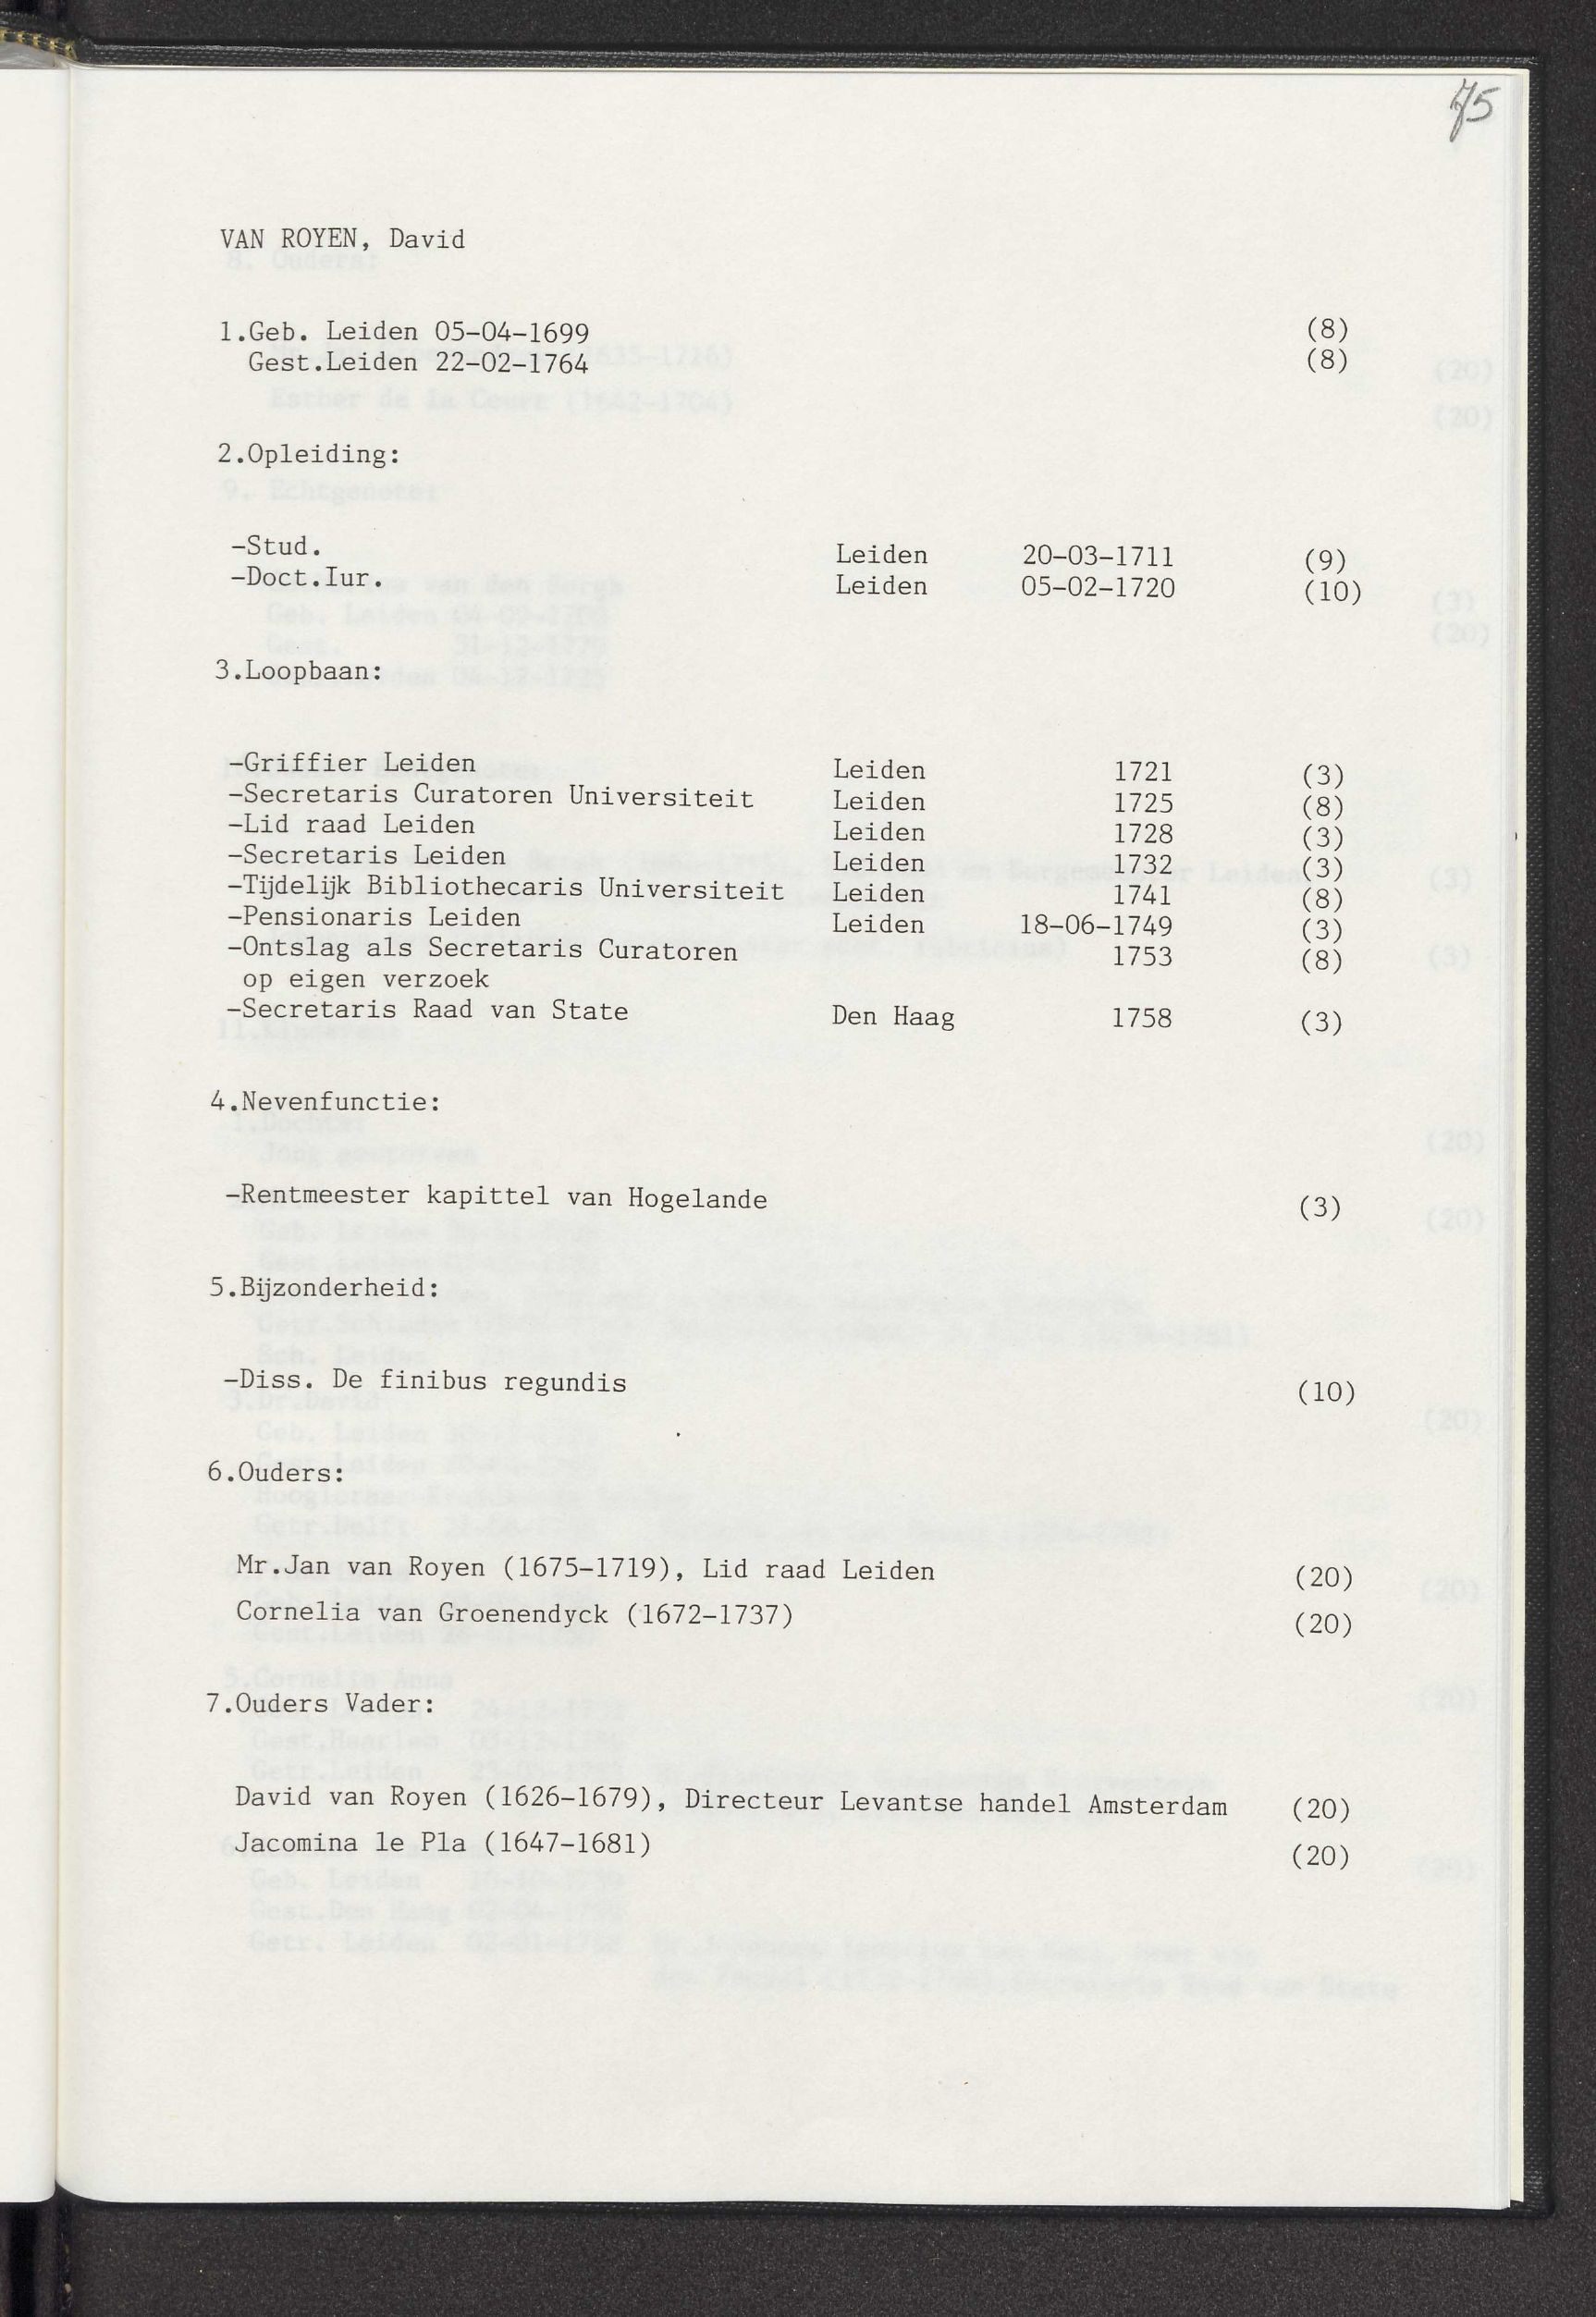 75
VAN ROYEN, David
1.Geb. Leiden 05-04-1699 (8)
Gest.Leiden 22-02-1764 (8)
2.Opleiding:
-Stud. Leiden 20-03-1711 (9)
-Doct.Iur. Leiden 05-02-1720 (10)
3.Loopbaan:
-Griffier Leiden Leiden 1721 (3)
-Secretaris Curatoren Universiteit Leiden 1725 (8)
-Lid raad Leiden Leiden 1728 (3)
-Secretaris Leiden Leiden 1732 (3)
-Tijdelijk Bibliothecaris Universiteit Leiden 1741 (8)
-Pensionaris Leiden Leiden 18-06-1749 (3)
-Ontslag als Secretaris Curatoren 1753 (8)
op eigen verzoek
-Secretaris Raad van State Den Haag 1758 (3)
4.Nevenfunctie:
-Rentmeester kapittel van Hogelande (3)
5.Bijzonderheid:
-Diss. De finibus regundis (10)
6.Ouders:
Mr.Jan van Royen (1675-1719), Lid raad Leiden (20)
Cornelia van Groenendyck (1672-1737) (20)
7.Ouders Vader:
David van Royen (1626-1679), Directeur Levantse handel Amsterdam (20)
Jacomina le Pla (1647-1681) (20)